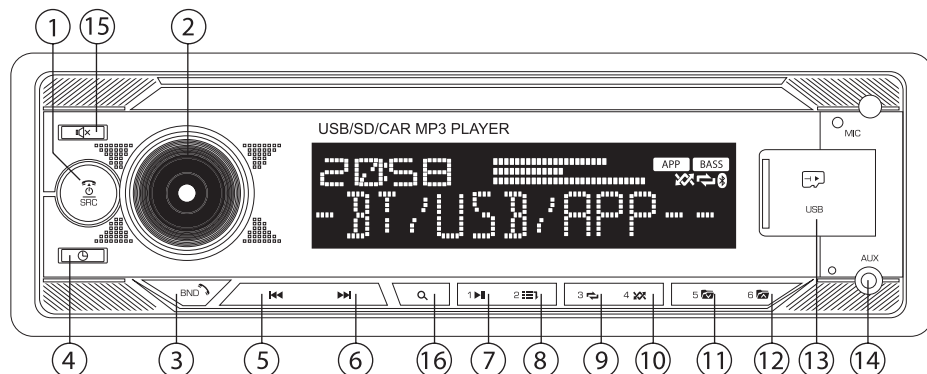 1 15 2
USB/SD/CAR MP3 PLAYER
MIC
2058 APP BASS
-BT/USB/APP--
SRC
USB
AUX
BND 1 2 3 4 5 6
4 3 5 6 16 7 8 9 10 11 12 13 14